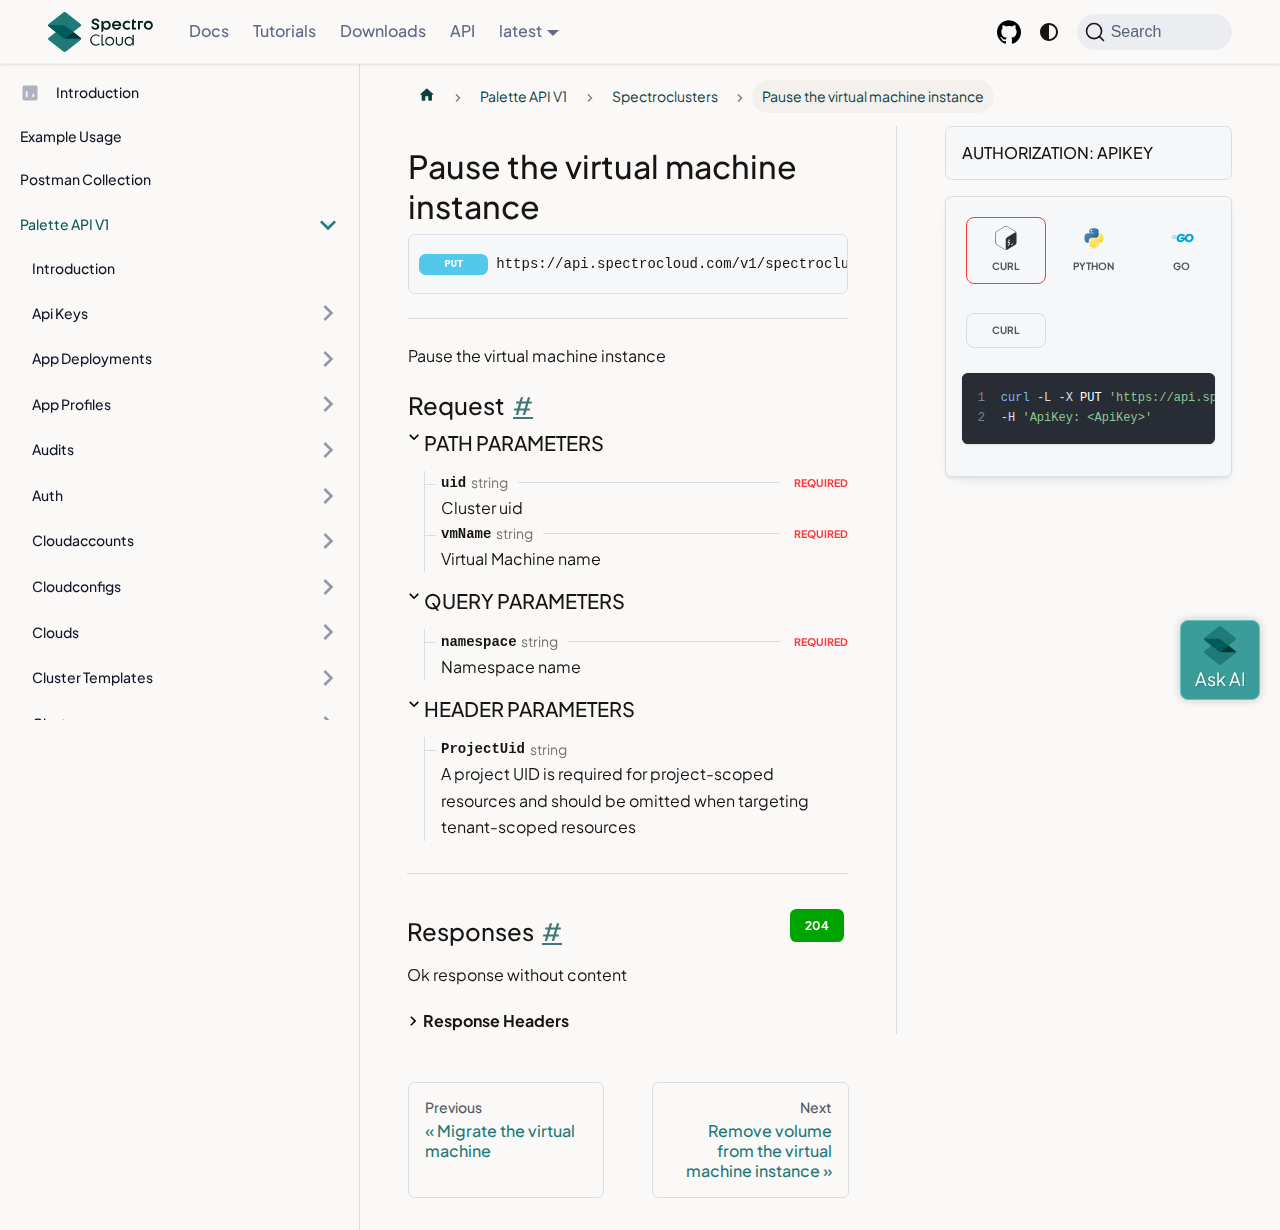 Spectro Cloud
Docs
Tutorials
Downloads
API
latest
Search
Introduction
Example Usage
Postman Collection
Palette API V1
Introduction
Api Keys
App Deployments
App Profiles
Audits
Auth
Cloudaccounts
Cloudconfigs
Clouds
Cluster Templates
Palette API V1
Spectroclusters
Pause the virtual machine instance
Pause the virtual machine
instance
PUT https://api.spectrocloud.com/v1/spectroclu
Pause the virtual machine instance
Request #
PATH PARAMETERS
uid string REQUIRED
Cluster uid
vmName string REQUIRED
Virtual Machine name
QUERY PARAMETERS
namespace string REQUIRED
Namespace name
HEADER PARAMETERS
ProjectUid string
A project UID is required for project-scoped
resources and should be omitted when targeting
tenant-scoped resources
Responses #
204
Ok response without content
Response Headers
Previous
« Migrate the virtual
machine
Next
Remove volume
from the virtual
machine instance »
AUTHORIZATION: APIKEY
CURL
PYTHON
GO
CURL
1 curl -L -X PUT 'https://api.sp
2 -H 'ApiKey: <ApiKey>'
Ask AI